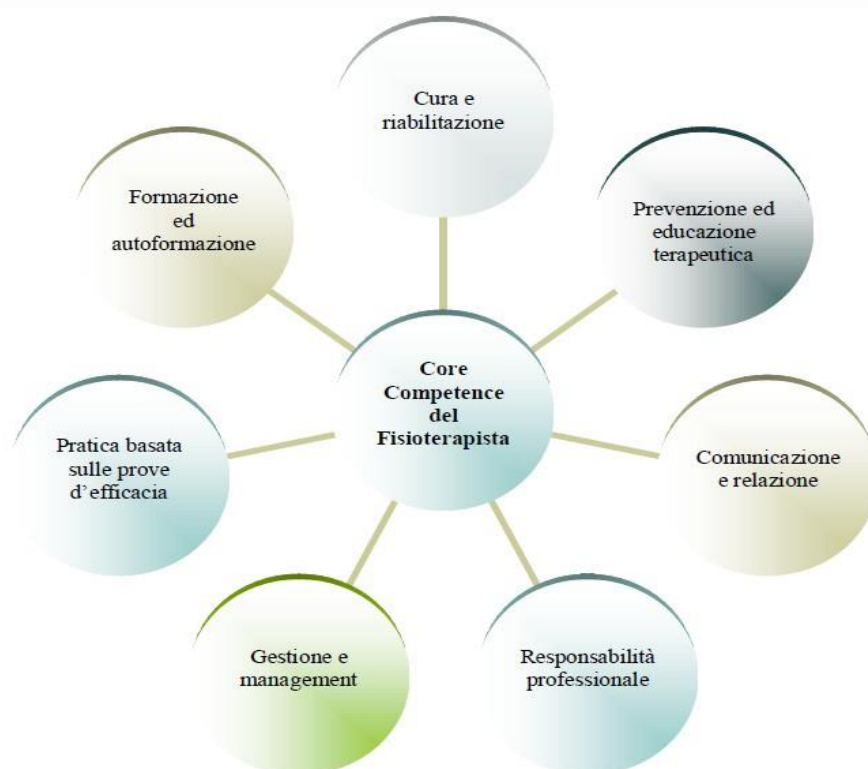 Cura e
riabilitazione
Prevenzione ed
educazione
terapeutica
Comunicazione
e relazione
Responsabilità
professionale
Gestione e
management
Pratica basata
sulle prove
d’efficacia
Formazione
ed
autoformazione
Core
Competence
del
Fisioterapista